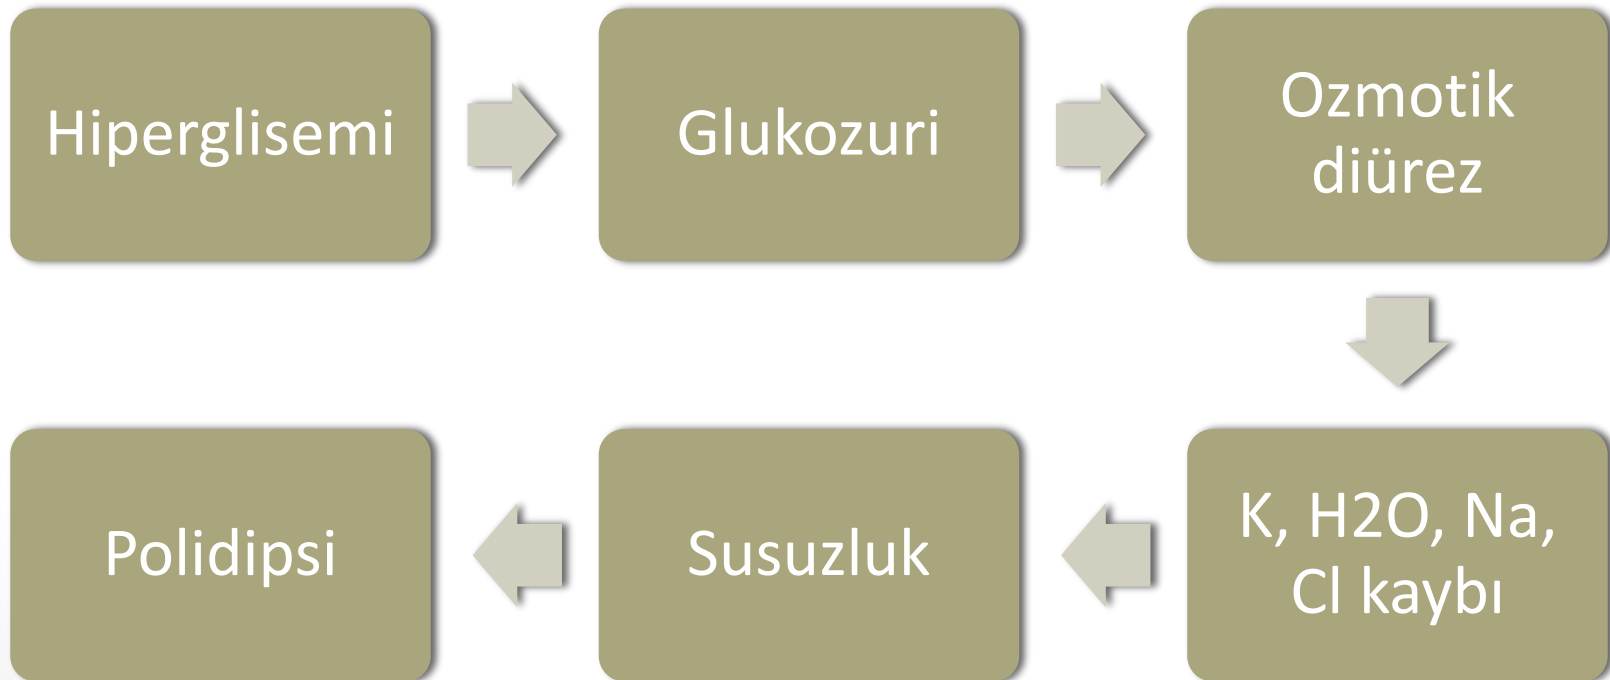 Hiperglisemi
Glukozuri
Ozmotik
diürez
K, H2O, Na,
Cl kaybı
Susuzluk
Polidipsi